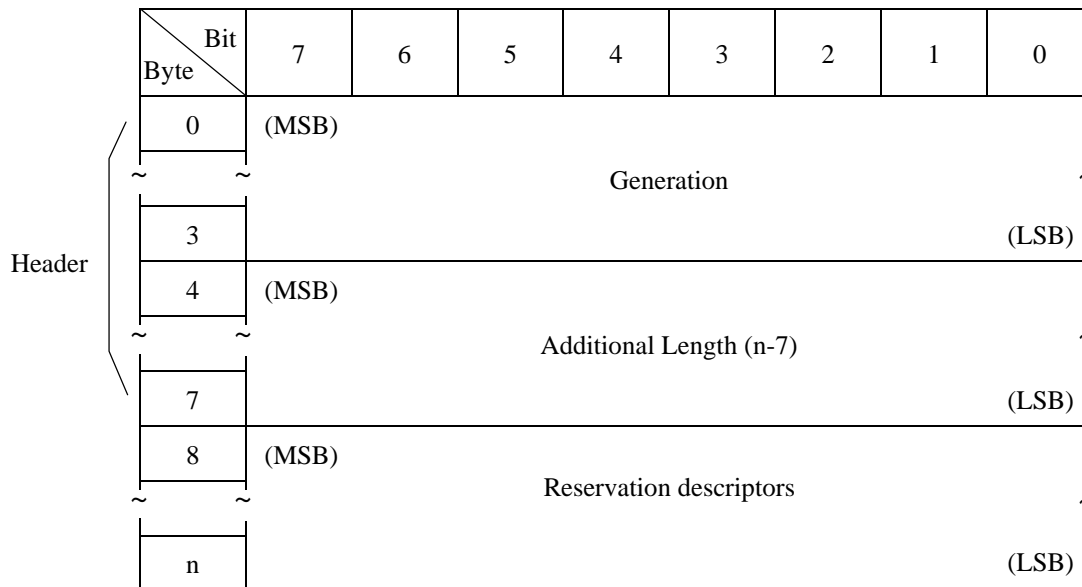 Bit
Byte 7 6 5 4 3 2 1 0
0 (MSB)
~ ~ Generation ~
3 (LSB)
Header
4 (MSB)
~ ~ Additional Length (n-7) ~
7 (LSB)
8 (MSB)
~ ~ Reservation descriptors ~
n (LSB)